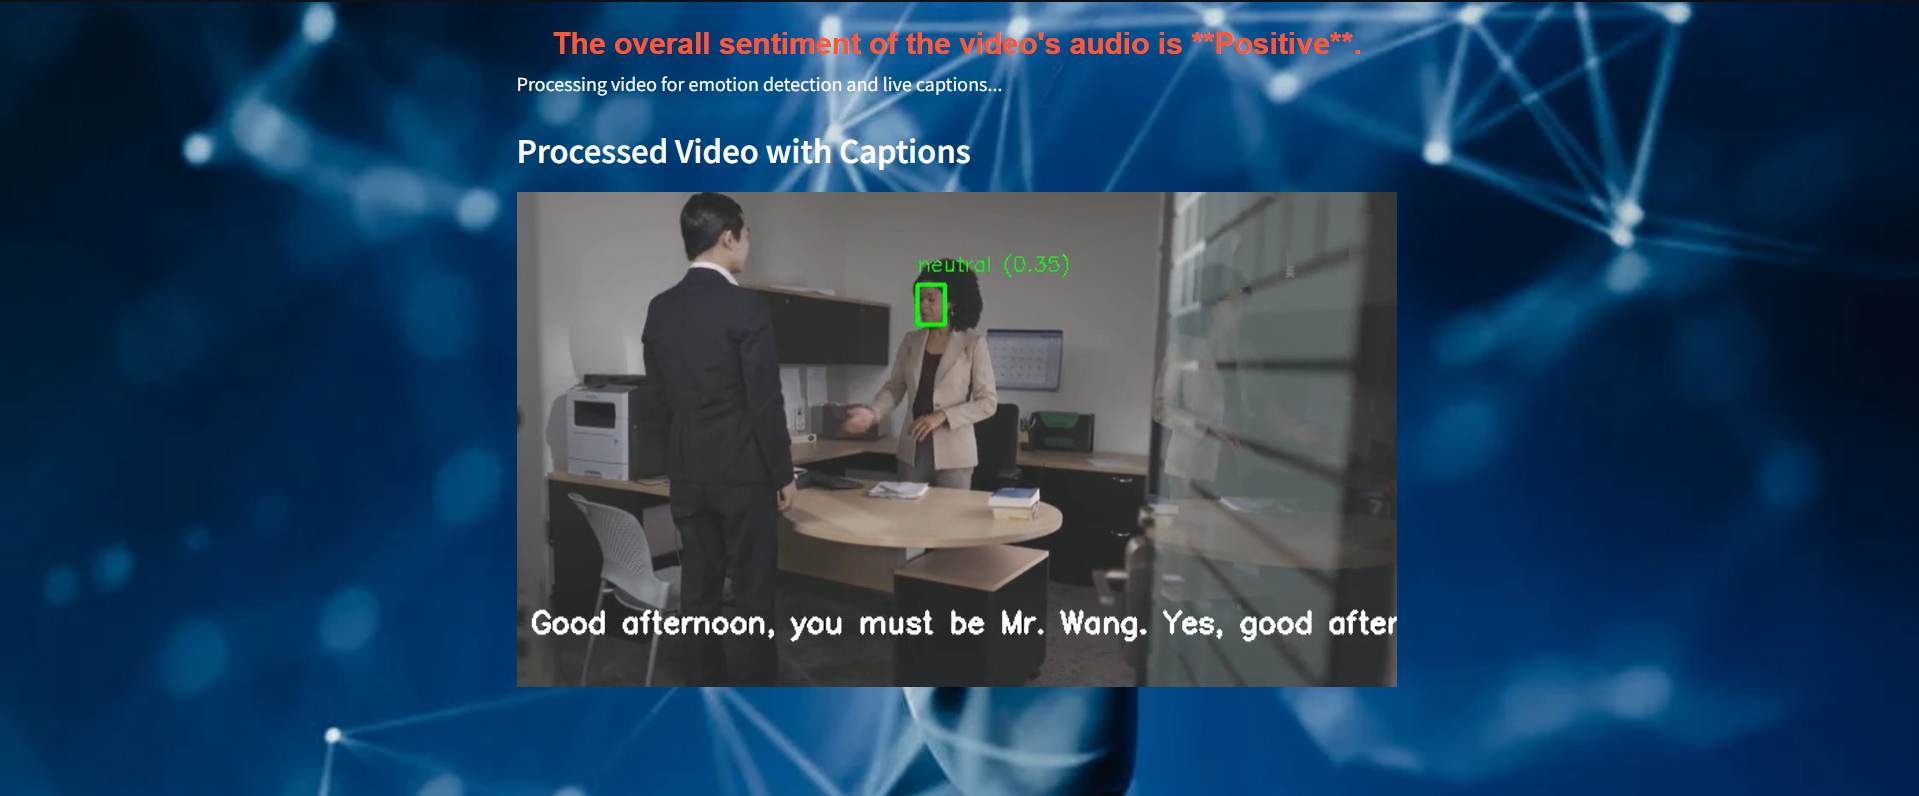 The overall sentiment of the video's audio is **Positive**.
Processing video for emotion detection and live captions...
Processed Video with Captions
neutral (0.35)
Good afternoon, you must be Mr. Wang. Yes, good after